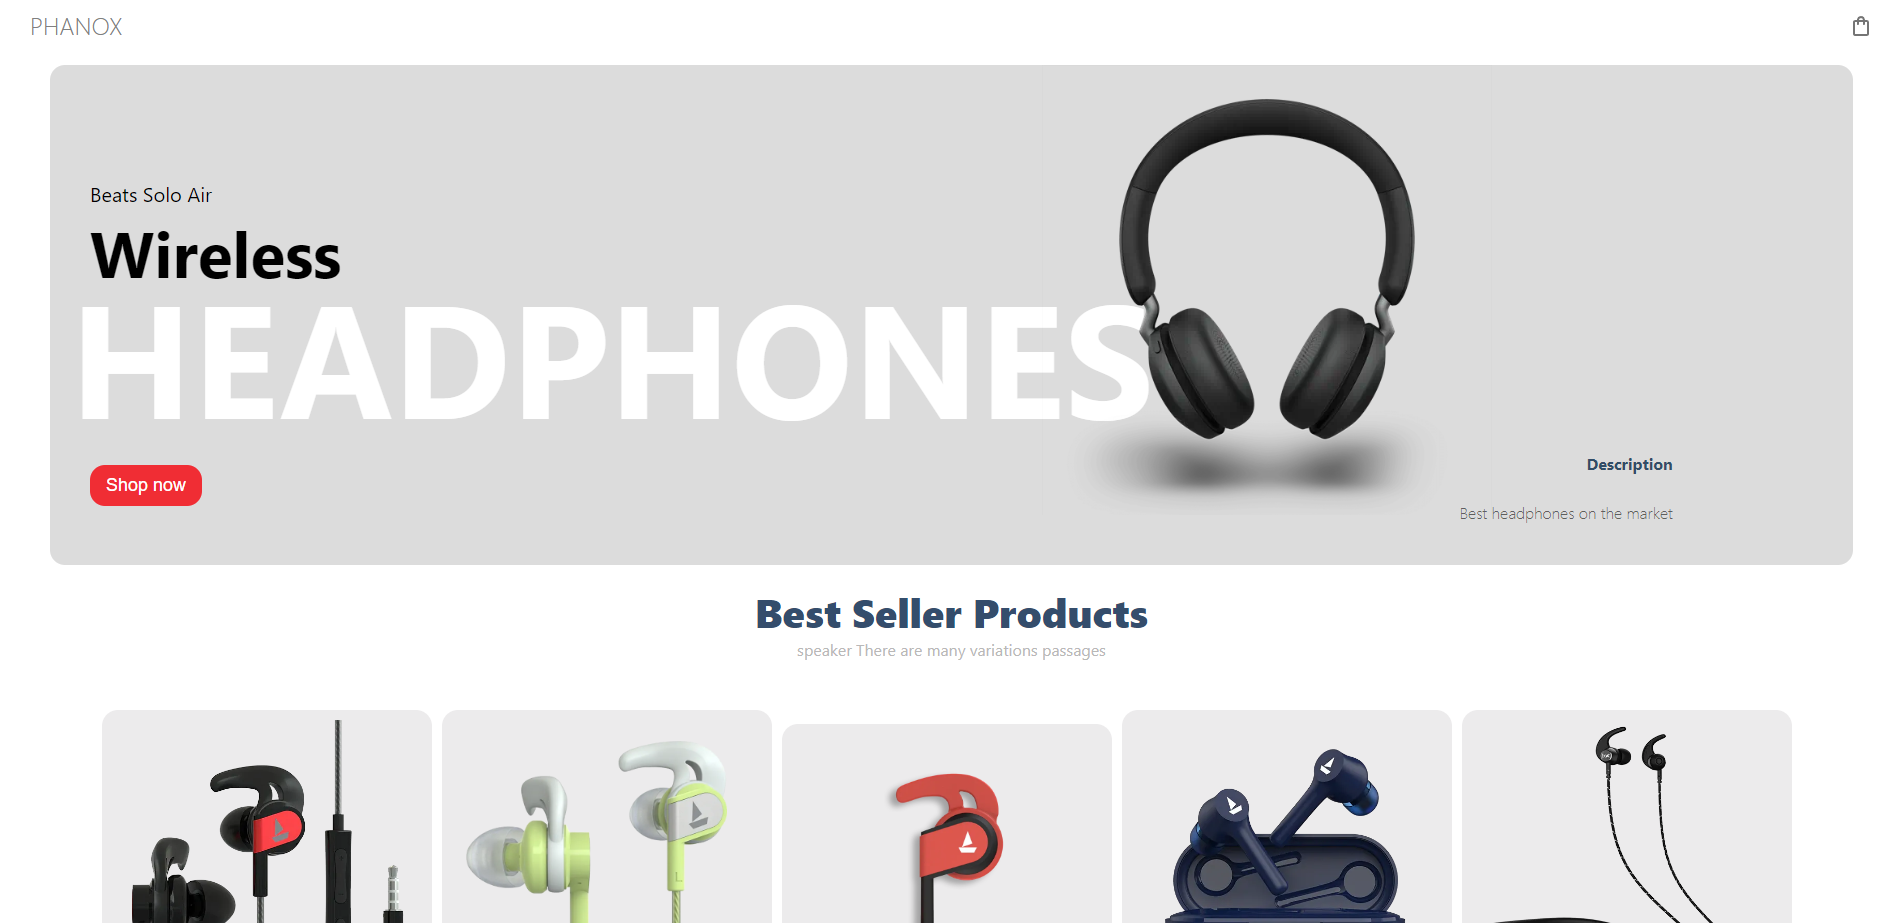 PHANOX
Beats Solo Air
Wireless
HEADPHONES
Shop now
Description
Best headphones on the market
Best Seller Products
speaker There are many variations passages
L